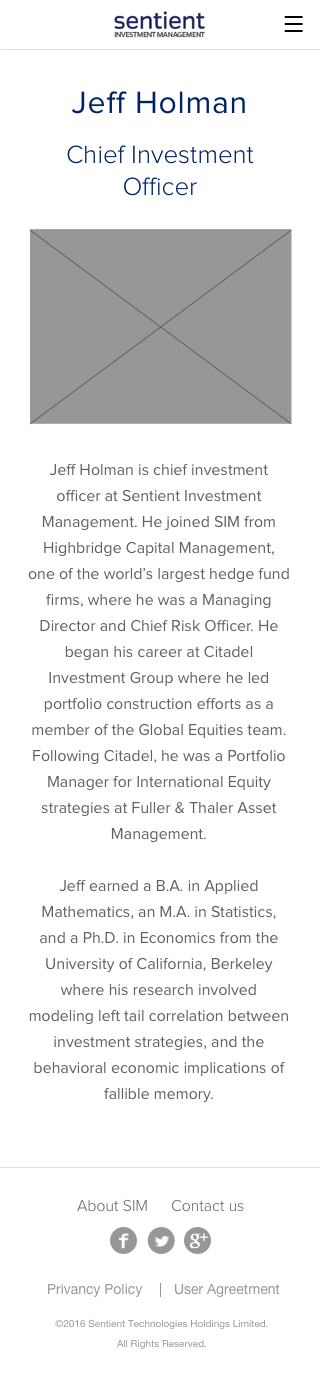 sentient
INVESTMENT MANAGEMENT
Jeff Holman
Chief Investment
Officer
Jeff Holman is chief investment
officer at Sentient Investment
Management. He joined SIM from
Highbridge Capital Management,
one of the world's largest hedge fund
firms, where he was a Managing
Director and Chief Risk Officer. He
began his career at Citadel
Investment Group where he led
portfolio construction efforts as a
member of the Global Equities team.
Following Citadel, he was a Portfolio
Manager for International Equity
strategies at Fuller & Thaler Asset
Management.
Jeff earned a B.A. in Applied
Mathematics, an M.A. in Statistics,
and a Ph.D. in Economics from the
University of California, Berkeley
where his research involved
modeling left tail correlation between
investment strategies, and the
behavioral economic implications of
fallible memory.
About SIM Contact us
f g+
Privancy Policy | User Agreetment
©2016 Sentient Technologies Holdings Limited.
All Rights Reserved.